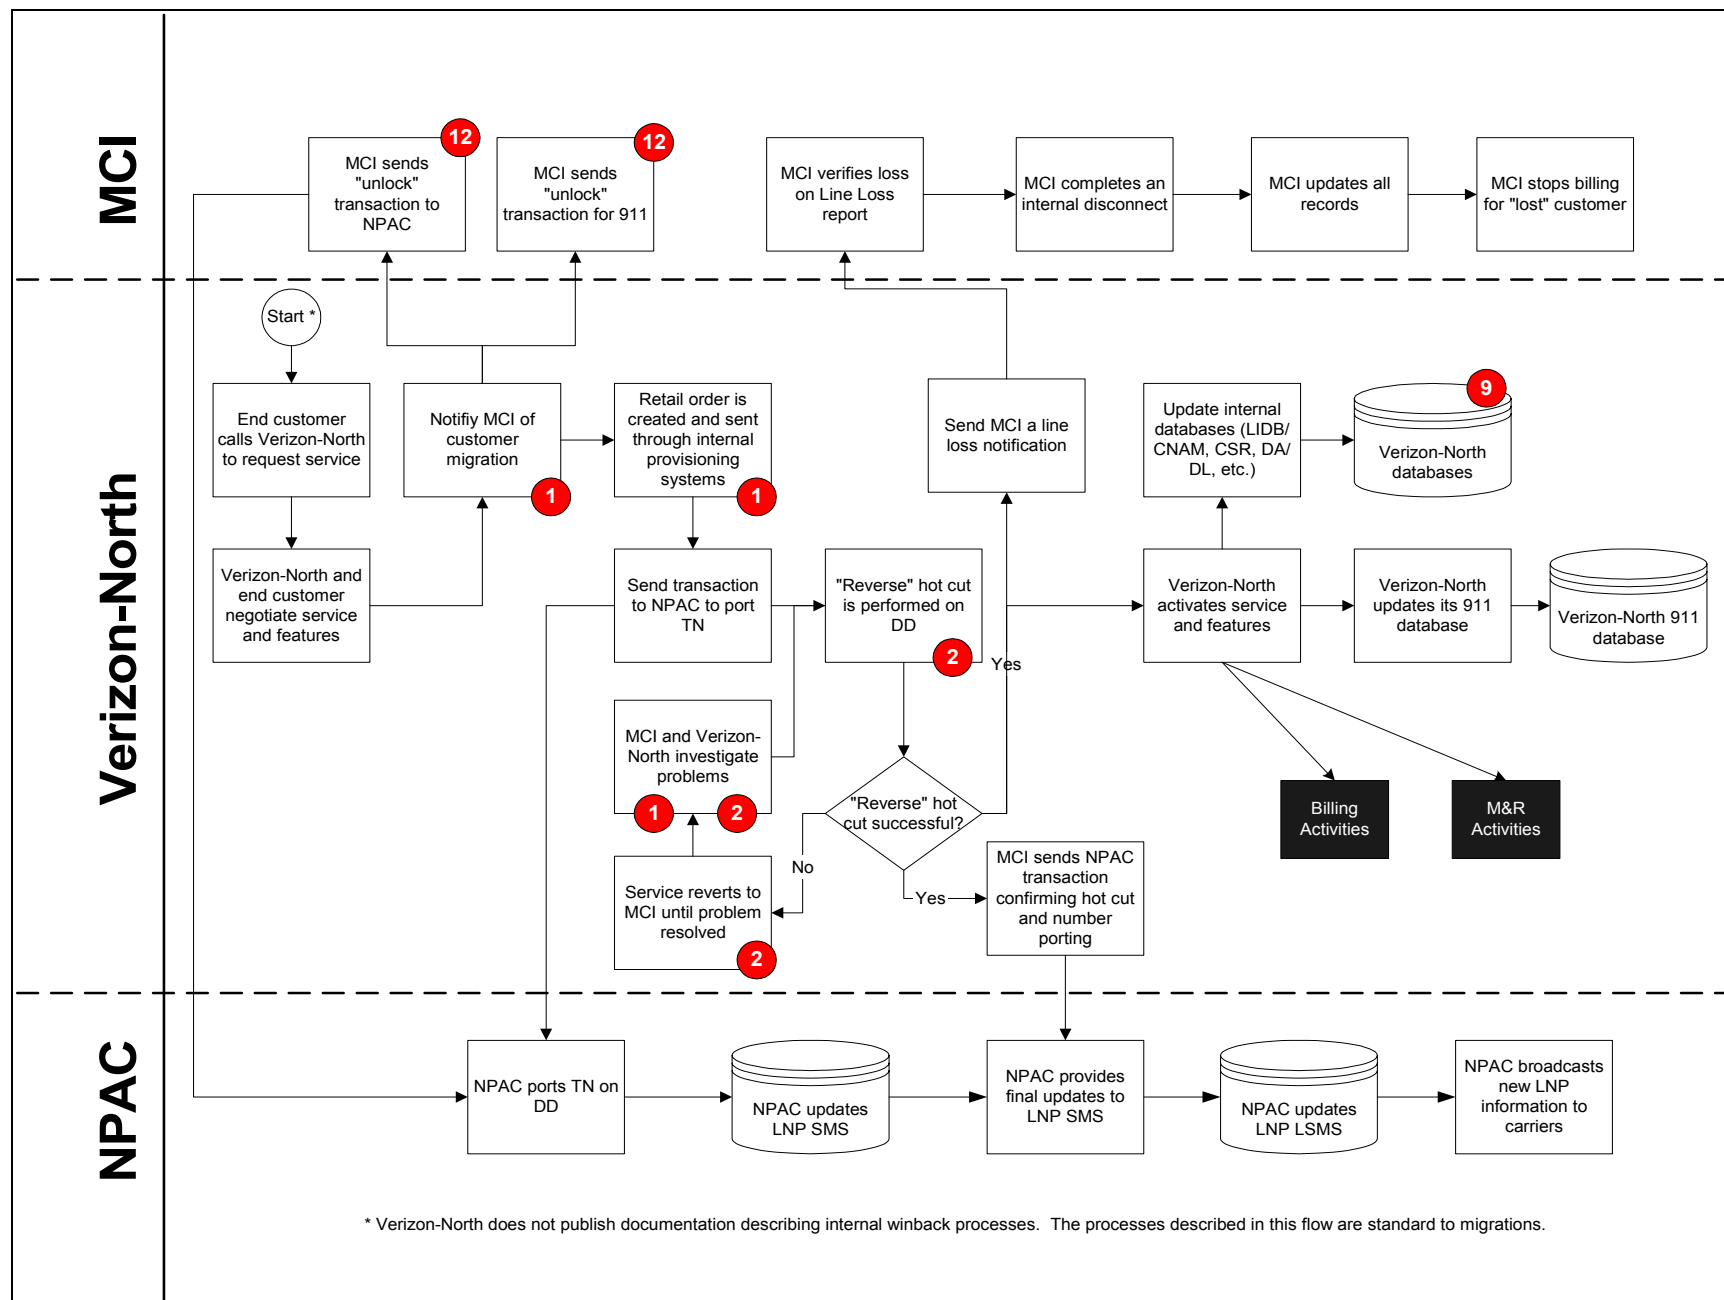 MCI
12
MCI sends
"unlock"
transaction to
NPAC
12
MCI sends
"unlock"
transaction for 911
MCI verifies loss
on Line Loss
report
MCI completes an
internal disconnect
MCI updates all
records
MCI stops billing
for "lost" customer
Verizon-North
Start *
End customer
calls Verizon-North
to request service
Notifiy MCI of
customer
migration
1
Retail order is
created and sent
through internal
provisioning
systems
1
Send MCI a line
loss notification
Update internal
databases (LIDB/
CNAM, CSR, DA/
DL, etc.)
9
Verizon-North
databases
Verizon-North and
end customer
negotiate service
and features
Send transaction
to NPAC to port
TN
"Reverse" hot cut
is performed on
DD
2
Yes
Verizon-North
activates service
and features
Verizon-North
updates its 911
database
Verizon-North 911
database
MCI and Verizon-
North investigate
problems
1
2
"Reverse" hot
cut successful?
Billing
Activities
M&R
Activities
No
Yes
Service reverts to
MCI until problem
resolved
2
MCI sends NPAC
transaction
confirming hot cut
and number
porting
NPAC
NPAC ports TN on
DD
NPAC updates
LNP SMS
NPAC provides
final updates to
LNP SMS
NPAC updates
LNP LSMS
NPAC broadcasts
new LNP
information to
carriers
* Verizon-North does not publish documentation describing internal winback processes.  The processes described in this flow are standard to migrations.